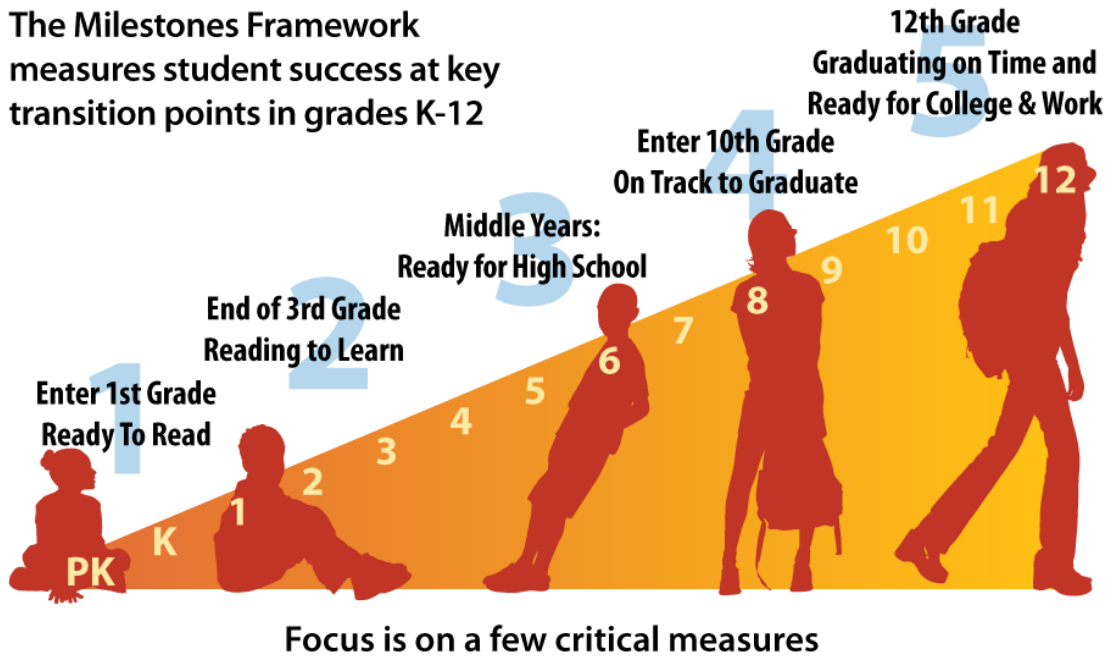 The Milestones Framework
measures student success at key
transition points in grades K-12
1
Enter 1st Grade
Ready To Read
2
End of 3rd Grade
Reading to Learn
3
Middle Years:
Ready for High School
4
Enter 10th Grade
On Track to Graduate
5
12th Grade
Graduating on Time and
Ready for College & Work
PK
K
1
2
3
4
5
6
7
8
9
10
11
12
Focus is on a few critical measures